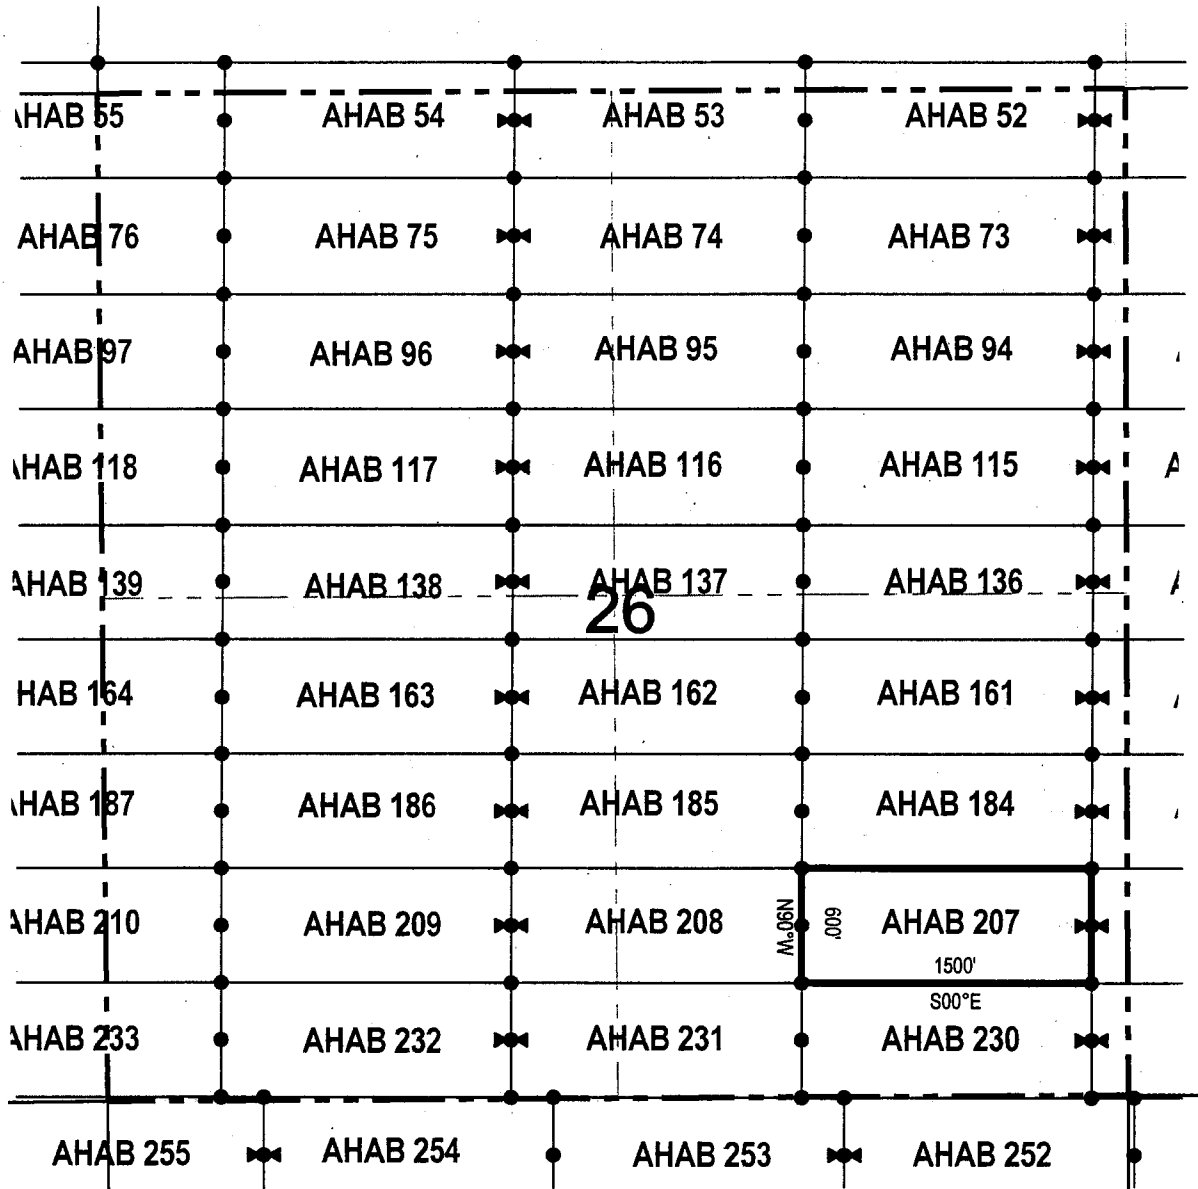 AHAB 55 AHAB 54 AHAB 53 AHAB 52
AHAB 76 AHAB 75 AHAB 74 AHAB 73
AHAB 97 AHAB 96 AHAB 95 AHAB 94
AHAB 118 AHAB 117 AHAB 116 AHAB 115 A
AHAB 139 AHAB 138 AHAB 137 AHAB 136
26
HAB 164 AHAB 163 AHAB 162 AHAB 161
AHAB 187 AHAB 186 AHAB 185 AHAB 184
AHAB 210 AHAB 209 AHAB 208 N90°W 600' AHAB 207
1500'
S00°E
AHAB 233 AHAB 232 AHAB 231 AHAB 230
AHAB 255 AHAB 254 AHAB 253 AHAB 252